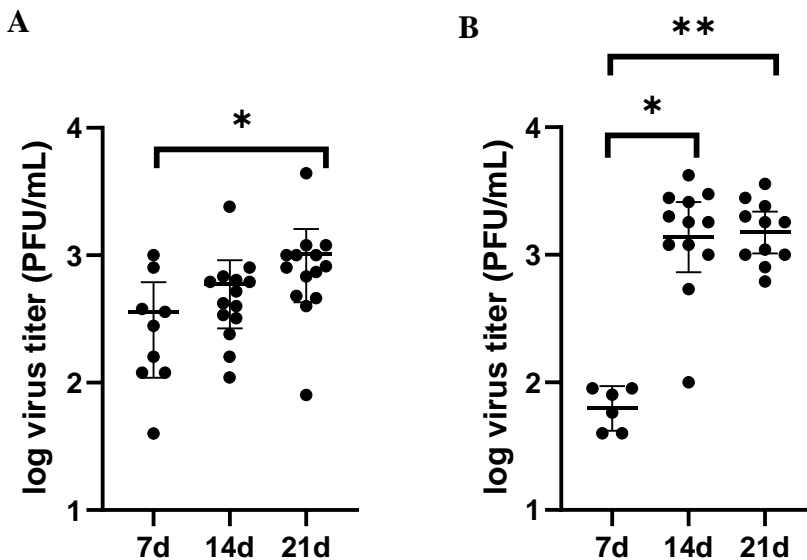 A
*
log virus titer (PFU/mL)
4
3
2
1
7d 14d 21d
B
**
*
log virus titer (PFU/mL)
4
3
2
1
7d 14d 21d